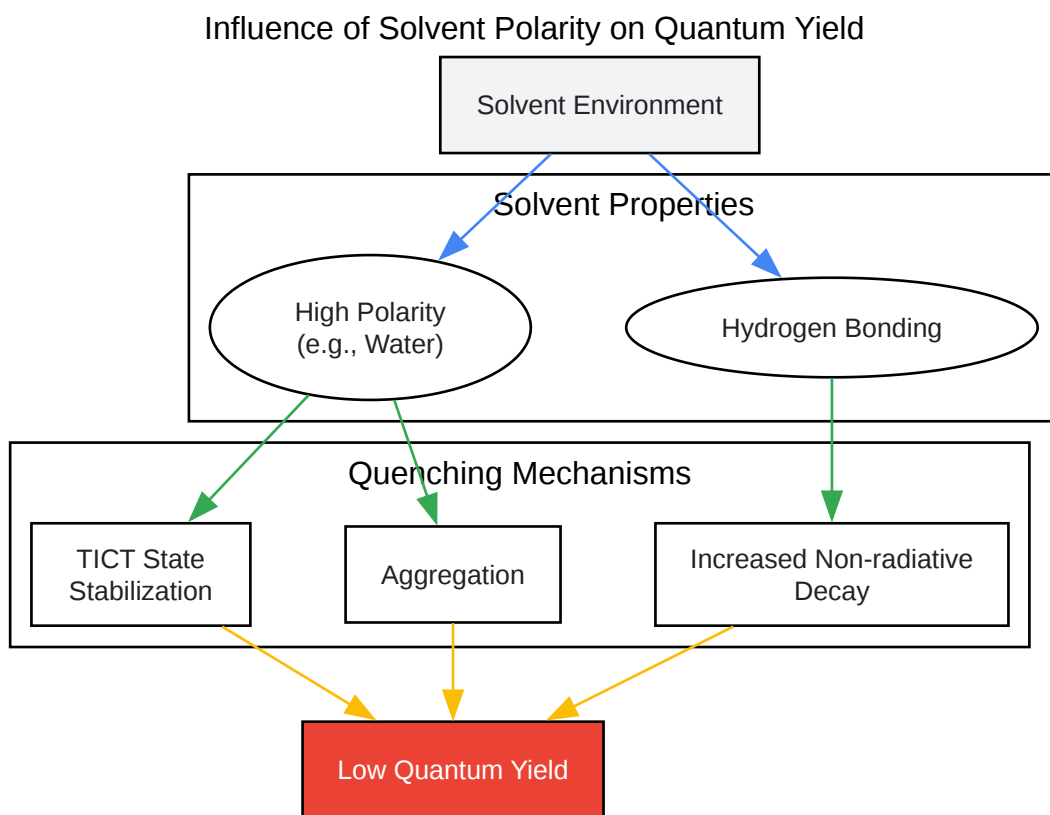 Influence of Solvent Polarity on Quantum Yield
Solvent Environment
Solvent Properties
High Polarity
(e.g., Water)
Hydrogen Bonding
Quenching Mechanisms
TICT State
Stabilization
Aggregation
Increased Non-radiative
Decay
Low Quantum Yield